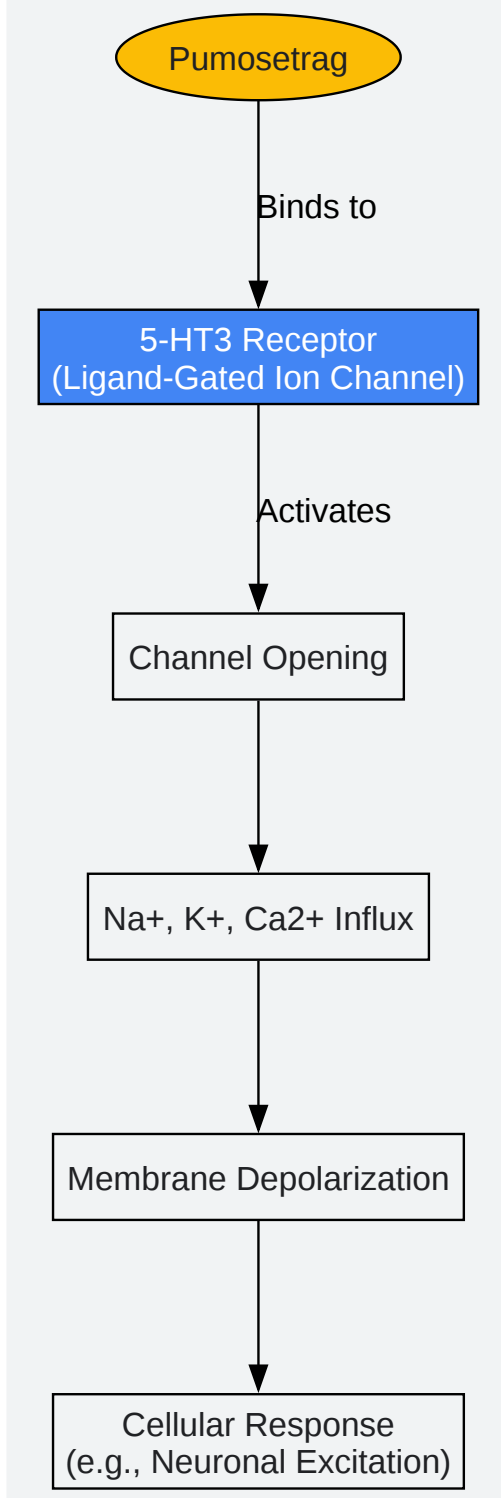 Pumosetrag
Binds to
5-HT3 Receptor
(Ligand-Gated Ion Channel)
Activates
Channel Opening
Na+, K+, Ca2+ Influx
Membrane Depolarization
Cellular Response
(e.g., Neuronal Excitation)